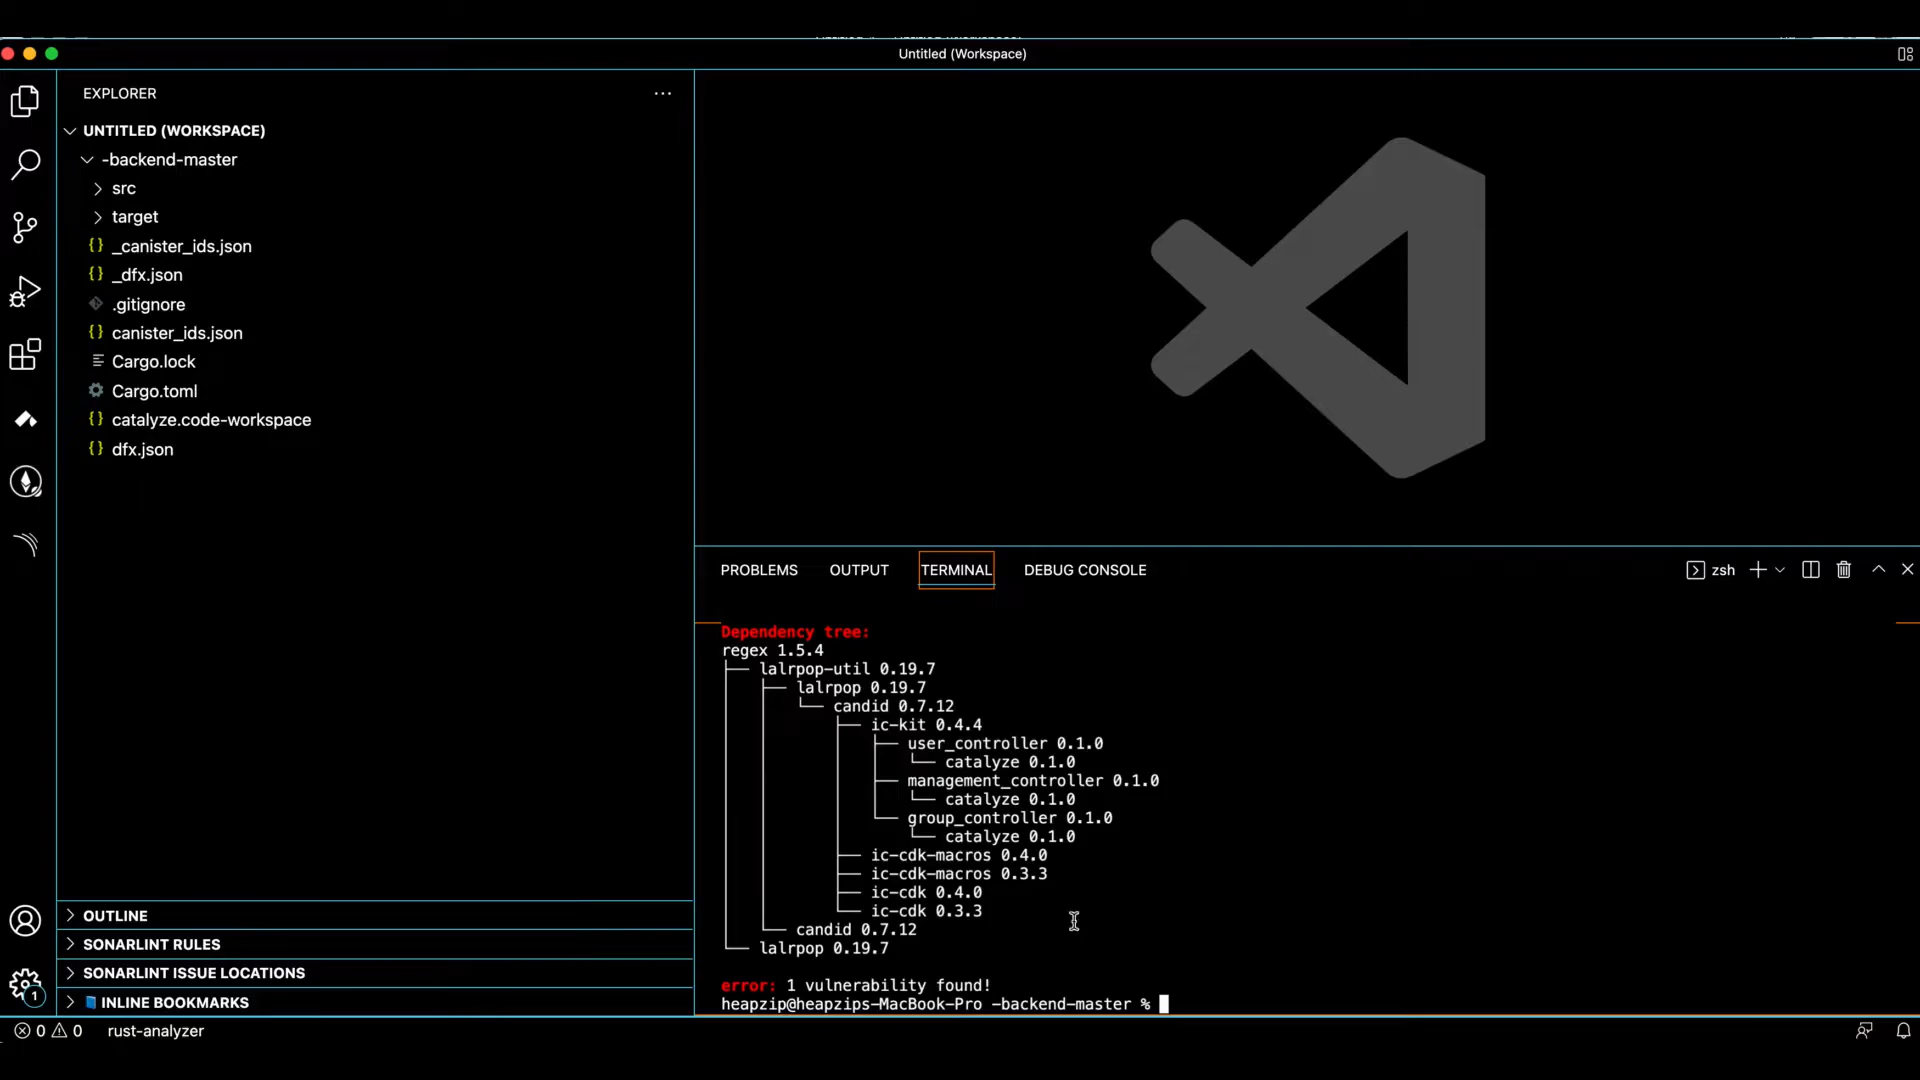 Untitled (Workspace)
EXPLORER
UNTITLED (WORKSPACE)
-backend-master
src
target
_canister_ids.json
_dfx.json
.gitignore
canister_ids.json
Cargo.lock
Cargo.toml
catalyze.code-workspace
dfx.json
OUTLINE
SONARLINT RULES
SONARLINT ISSUE LOCATIONS
INLINE BOOKMARKS
PROBLEMS OUTPUT TERMINAL DEBUG CONSOLE zsh
Dependency tree:
regex 1.5.4
├── lalrpop-util 0.19.7
│   ├── lalrpop 0.19.7
│   │   └── candid 0.7.12
│   │       ├── ic-kit 0.4.4
│   │       │   ├── user_controller 0.1.0
│   │       │   │   └── catalyze 0.1.0
│   │       │   ├── management_controller 0.1.0
│   │       │   │   └── catalyze 0.1.0
│   │       │   └── group_controller 0.1.0
│   │       │       └── catalyze 0.1.0
│   │       ├── ic-cdk-macros 0.4.0
│   │       ├── ic-cdk-macros 0.3.3
│   │       ├── ic-cdk 0.4.0
│   │       └── ic-cdk 0.3.3
│   └── candid 0.7.12
└── lalrpop 0.19.7
error: 1 vulnerability found!
heapzip@heapzips-MacBook-Pro -backend-master %
1
0 0 rust-analyzer